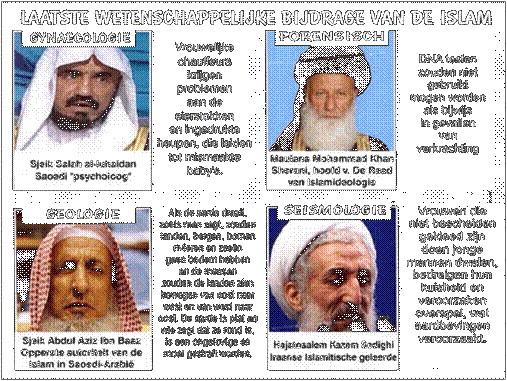 LAATSTE WETENSCHAPPELIJKE BIJDRAGE VAN DE ISLAM
GYNAECOLOGIE
Vrouwelijke
chauffeurs
krijgen
problemen
aan de
eierstokken
en ingedrukte
heupen, die leiden
tot mismaakte
baby's.
Sjeik Salah al-luhaidan
Saoedi "psycholoog"
FORENSISCH
DNA testen
zouden niet
gebruikt
mogen worden
als bijwijs
in gevallen
van
verkrachting
Maulana Mohammad Khan
Sherani, hoofd v. De Raad
van Islamideologie
GEOLOGIE
Als de aarde draait,
zoals men zegt, zouden
landen, bergen, bomen
rivieren en zeeën
geen bodem hebben
en de mensen
zouden de landen zien
bewegen van oost naar
west en van west naar
oost. De aarde is plat en
wie zegt dat ze rond is,
is een ongelovige en
moet gestraft worden.
Sjeik Abdul Aziz Ibn Baaz
Opperste autoriteit van de
Islam in Saoedi-Arabië
SEISMOLOGIE
Vrouwen die
niet bescheiden
gekleed zijn
doen jonge
mannen dwalen,
bedreigen hun
kuisheid en
veroorzaken
overspel, wat
aardbevingen
veroorzaakt.
Hojatoleslam Kazem Sedighi
Iraanse Islamitische geleerde